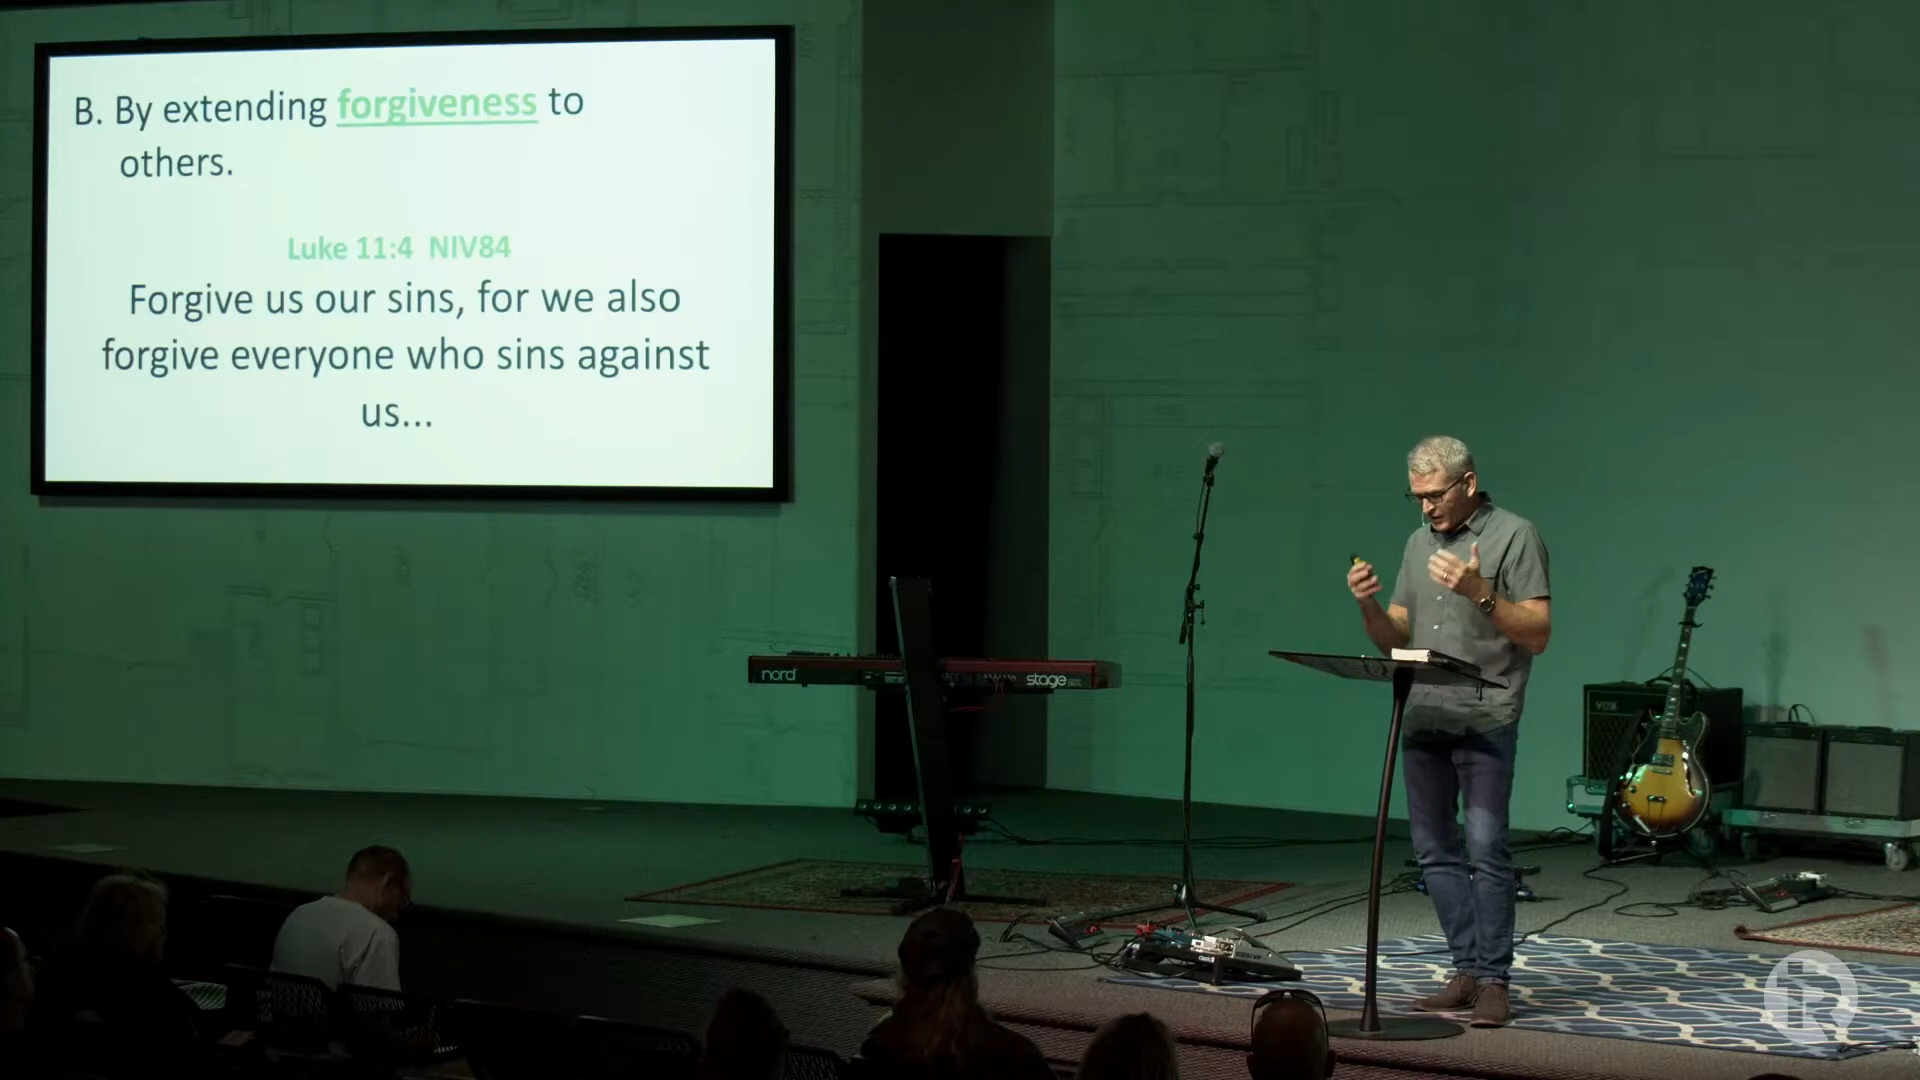 B. By extending forgiveness to
others.
Luke 11:4 NIV84
Forgive us our sins, for we also
forgive everyone who sins against
us...
nord
stage
VOX